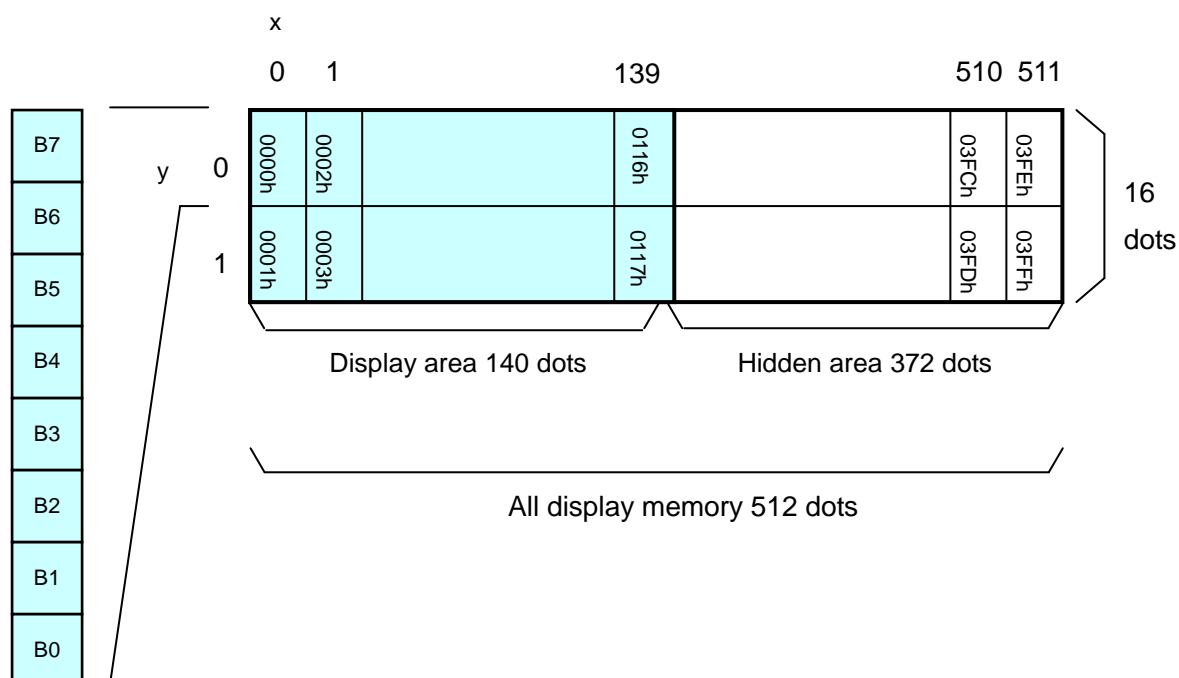 x
0 1 139 510 511
B7
B6
B5
B4
B3
B2
B1
B0
y 0
1
0000h 0002h 0116h 03FCh 03FEh
0001h 0003h 0117h 03FDh 03FFh
16
dots
Display area 140 dots Hidden area 372 dots
All display memory 512 dots